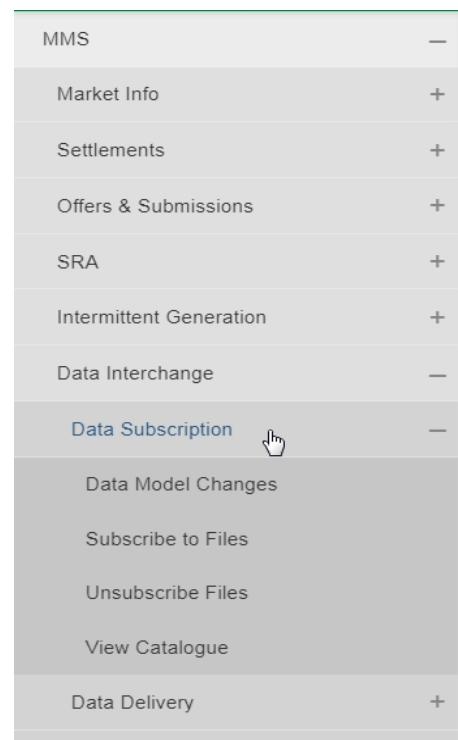 MMS
Market Info
Settlements
Offers & Submissions
SRA
Intermittent Generation
Data Interchange
Data Subscription
Data Model Changes
Subscribe to Files
Unsubscribe Files
View Catalogue
Data Delivery